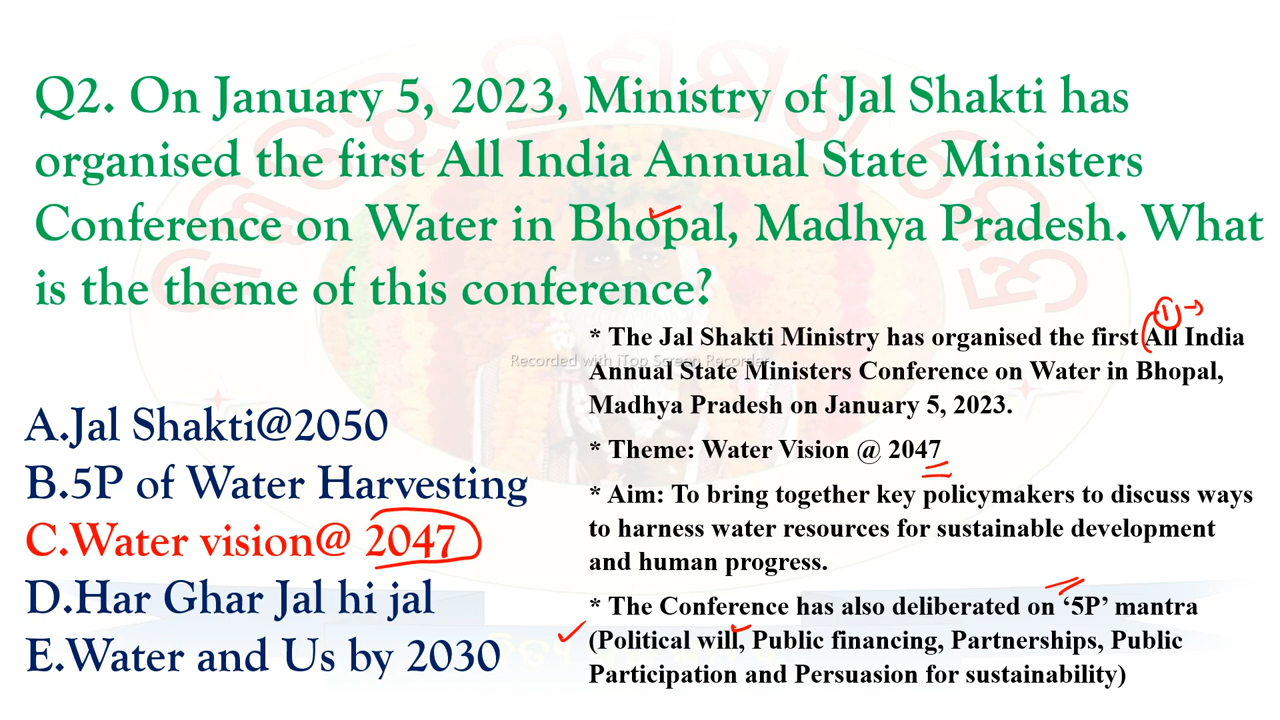 Q2. On January 5, 2023, Ministry of Jal Shakti has
organised the first All India Annual State Ministers
Conference on Water in Bhopal, Madhya Pradesh. What
is the theme of this conference?
A.Jal Shakti@2050
B.5P of Water Harvesting
C.Water vision@ 2047
D.Har Ghar Jal hi jal
E.Water and Us by 2030
* The Jal Shakti Ministry has organised the first All India
Annual State Ministers Conference on Water in Bhopal,
Madhya Pradesh on January 5, 2023.
* Theme: Water Vision @ 2047
* Aim: To bring together key policymakers to discuss ways
to harness water resources for sustainable development
and human progress.
* The Conference has also deliberated on ‘5P’ mantra
(Political will, Public financing, Partnerships, Public
Participation and Persuasion for sustainability)
1
Recorded with iTop Screen Recorder